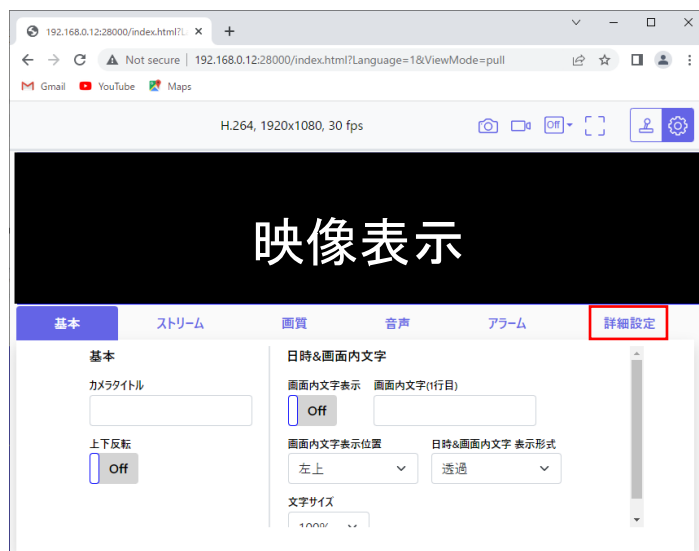 192.168.0.12:28000/index.html?L
Not secure | 192.168.0.12:28000/index.html?Language=1&ViewMode=pull
Gmail YouTube Maps
H.264, 1920x1080, 30 fps
Off
映像表示
基本 ストリーム 画質 音声 アラーム 詳細設定
基本
カメラタイトル
上下反転
Off
日時&画面内文字
画面内文字表示 画面内文字(1行目)
Off
画面内文字表示位置 日時&画面内文字 表示形式
左上 透過
文字サイズ
100%